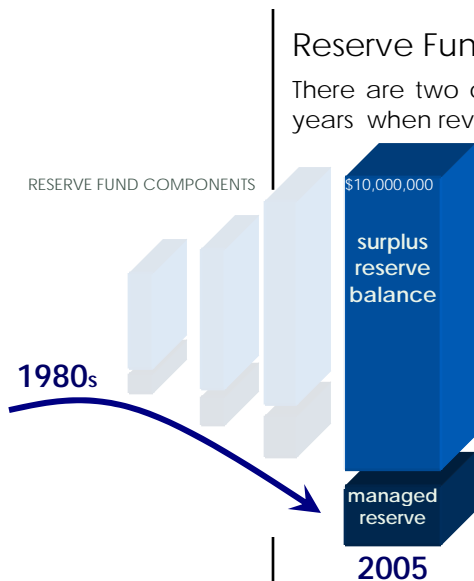 Reserve Fun
There are two
years when rev
RESERVE FUND COMPONENTS
$10,000,000
surplus
reserve
balance
1980s
managed
reserve
2005